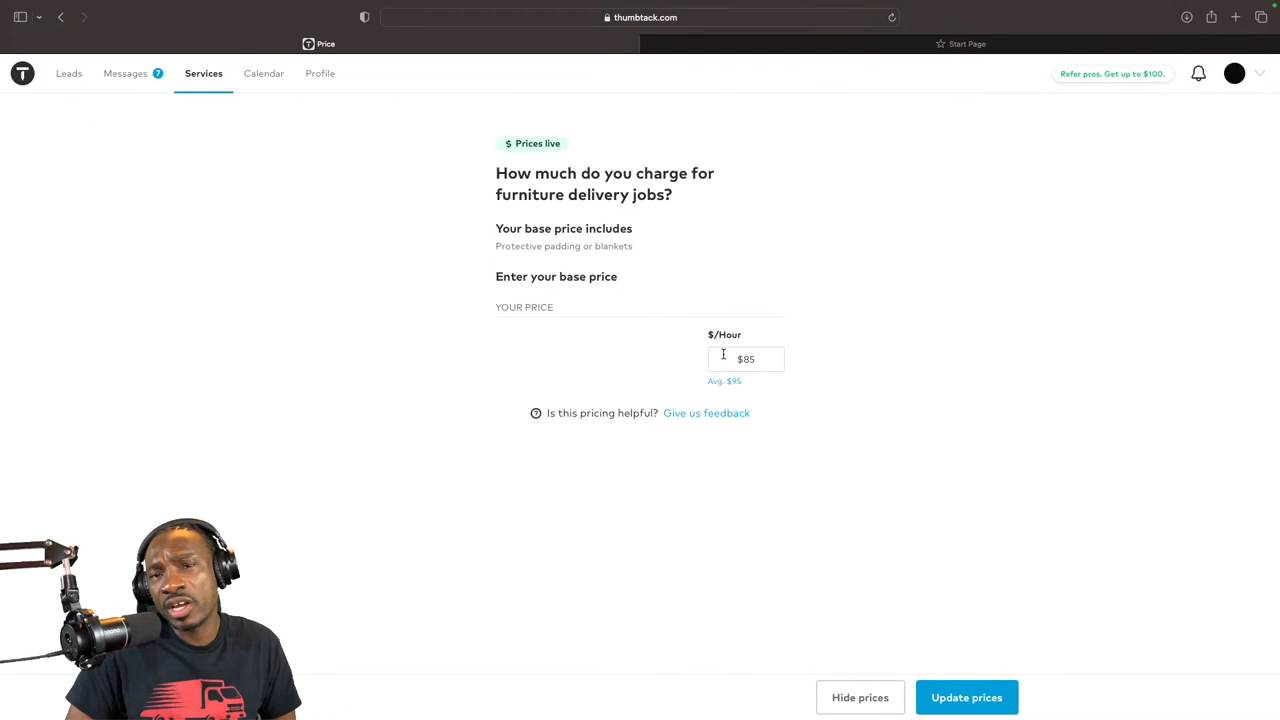 thumbtack.com
Price
Start Page
Leads
Messages 7
Services
Calendar
Profile
Refer pros. Get up to $100.
$ Prices live
How much do you charge for
furniture delivery jobs?
Your base price includes
Protective padding or blankets
Enter your base price
YOUR PRICE
$/Hour
$85
Avg. $95
Is this pricing helpful? Give us feedback
Hide prices
Update prices